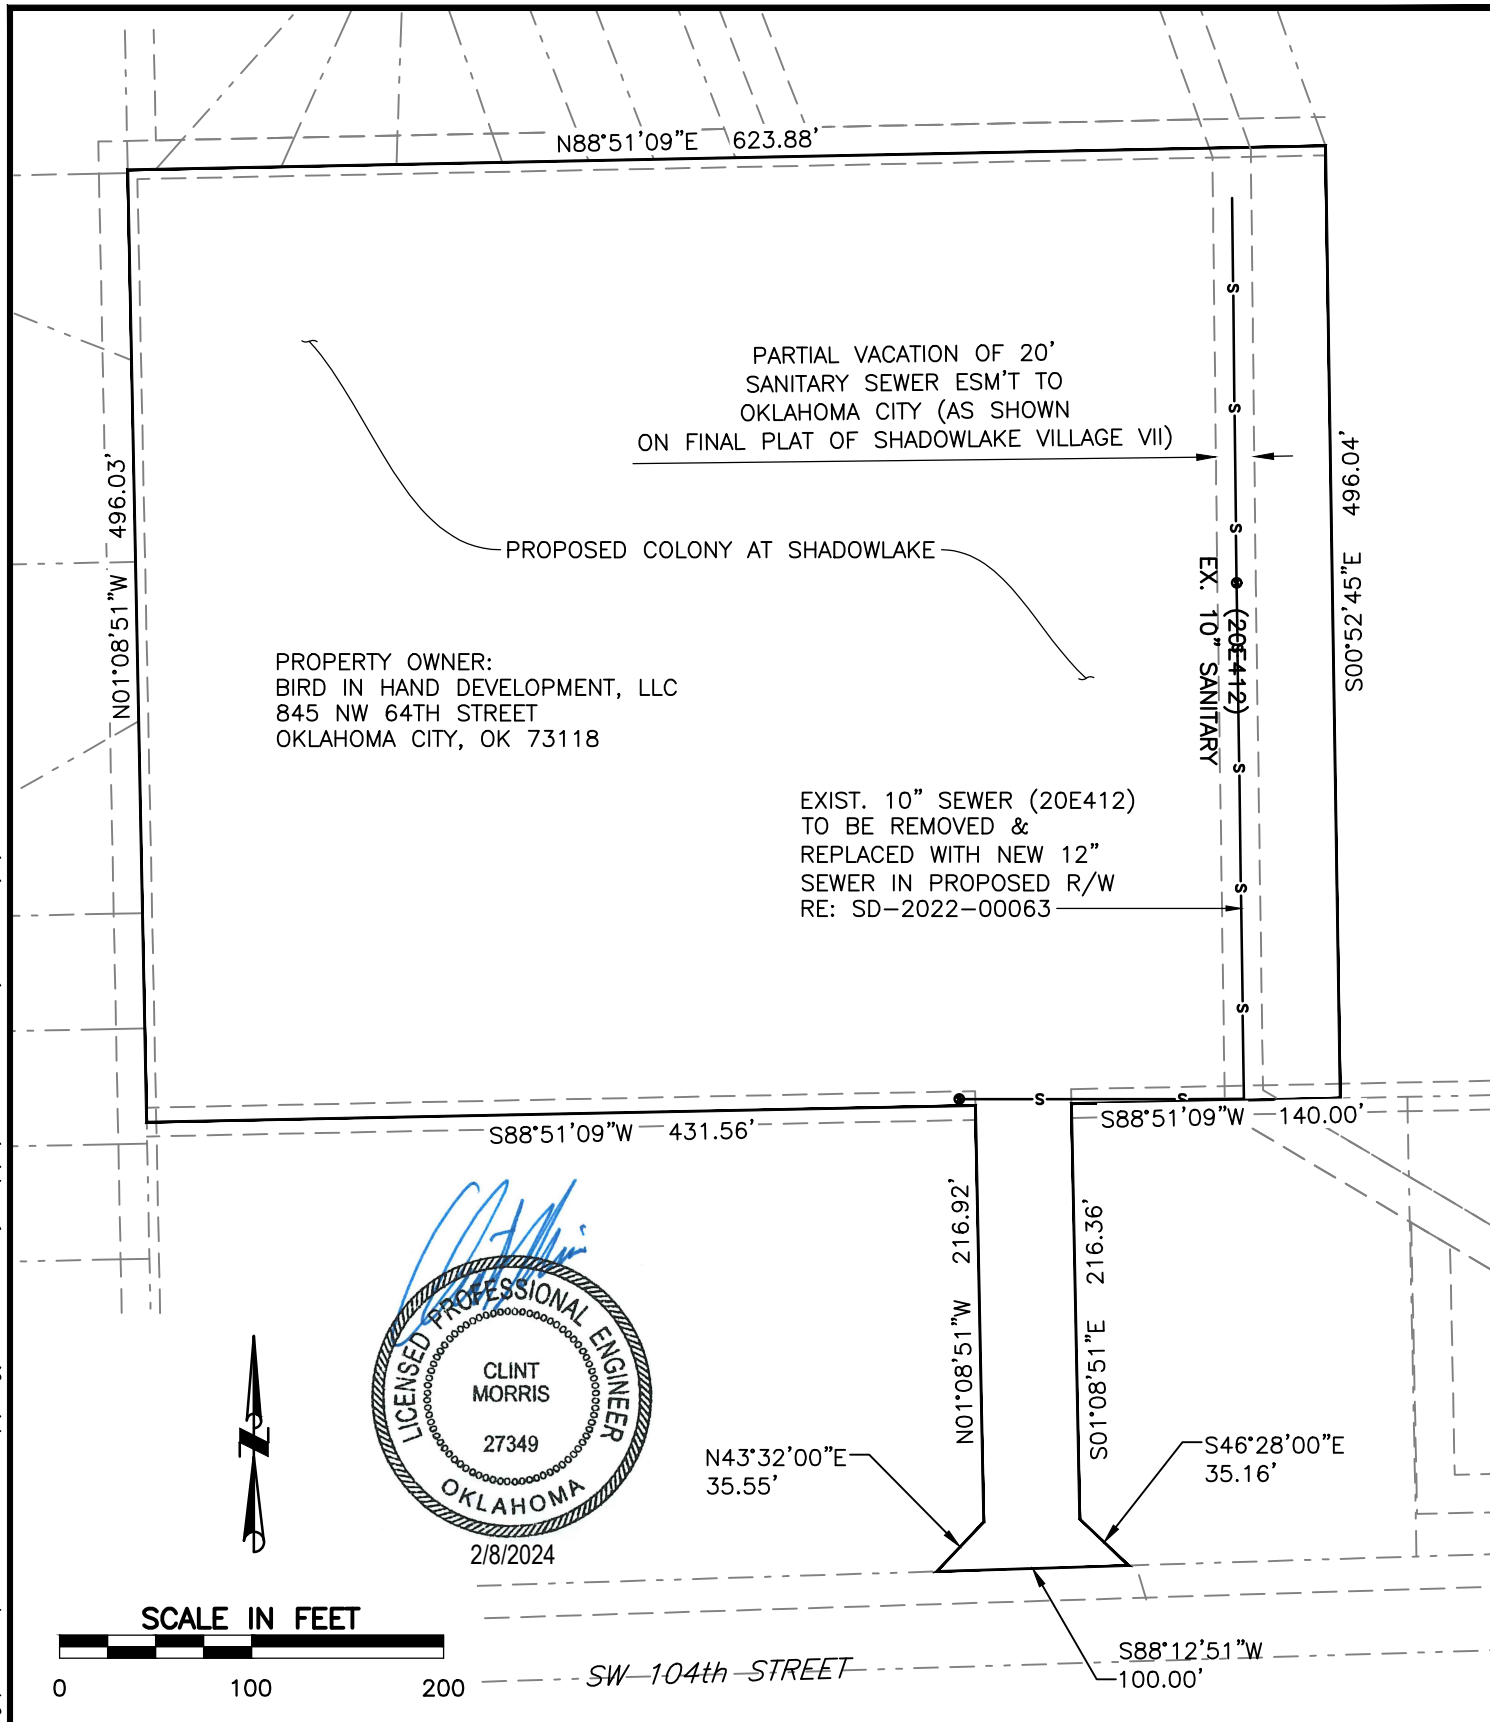 N88°51'09"E 623.88'
PARTIAL VACATION OF 20'
SANITARY SEWER ESM'T TO
OKLAHOMA CITY (AS SHOWN
ON FINAL PLAT OF SHADOWLAKE VILLAGE VII)
N01°08'51"W 496.03'
S00°52'45"E 496.04'
PROPOSED COLONY AT SHADOWLAKE
S
S
S
EX. 10" SANITARY
(20E412)
S
S
S
PROPERTY OWNER:
BIRD IN HAND DEVELOPMENT, LLC
845 NW 64TH STREET
OKLAHOMA CITY, OK 73118
EXIST. 10" SEWER (20E412)
TO BE REMOVED &
REPLACED WITH NEW 12"
SEWER IN PROPOSED R/W
RE: SD-2022-00063
S
S
S88°51'09"W 431.56'
S88°51'09"W 140.00'
N01°08'51"W 216.92'
S01°08'51"E 216.36'
LICENSED PROFESSIONAL ENGINEER
CLINT
MORRIS
27349
OKLAHOMA
2/8/2024
N
N43°32'00"E
35.55'
S46°28'00"E
35.16'
SCALE IN FEET
0 100 200
SW 104th STREET
S88°12'51"W
100.00'